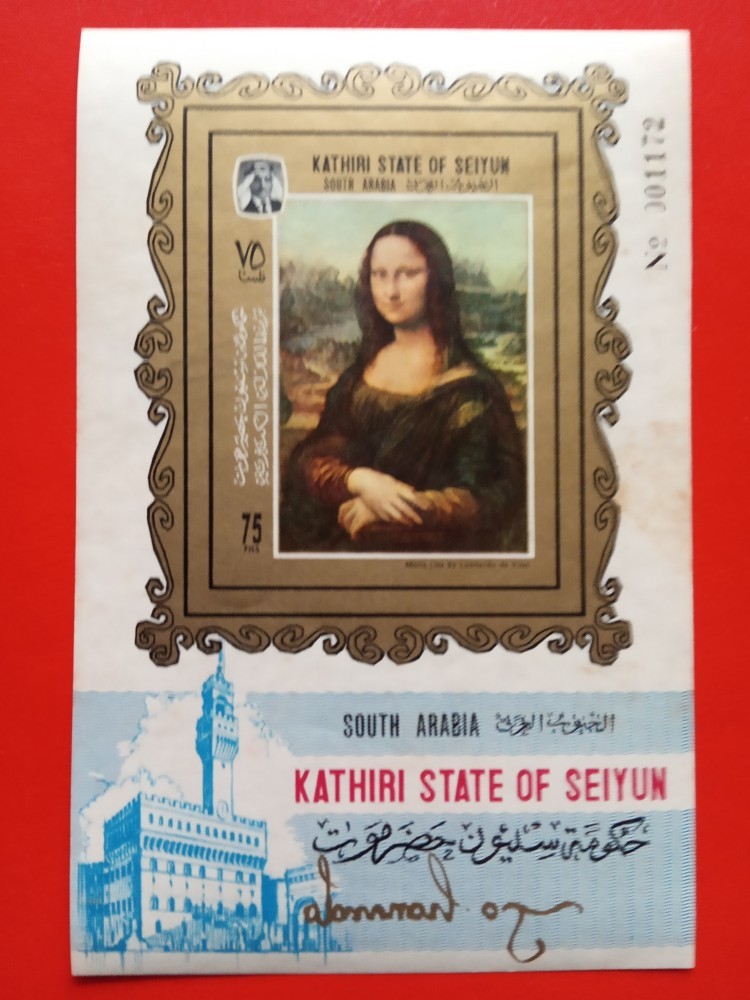 KATHIRI STATE OF SEIYUN
SOUTH ARABIA الجنوب العربي
٧٥
فلسا
75
FILS
Mona Lisa by Leonardo da Vinci
No 001172
SOUTH ARABIA الجنوب العربي
KATHIRI STATE OF SEIYUN
حكومة سيئون حضرموت